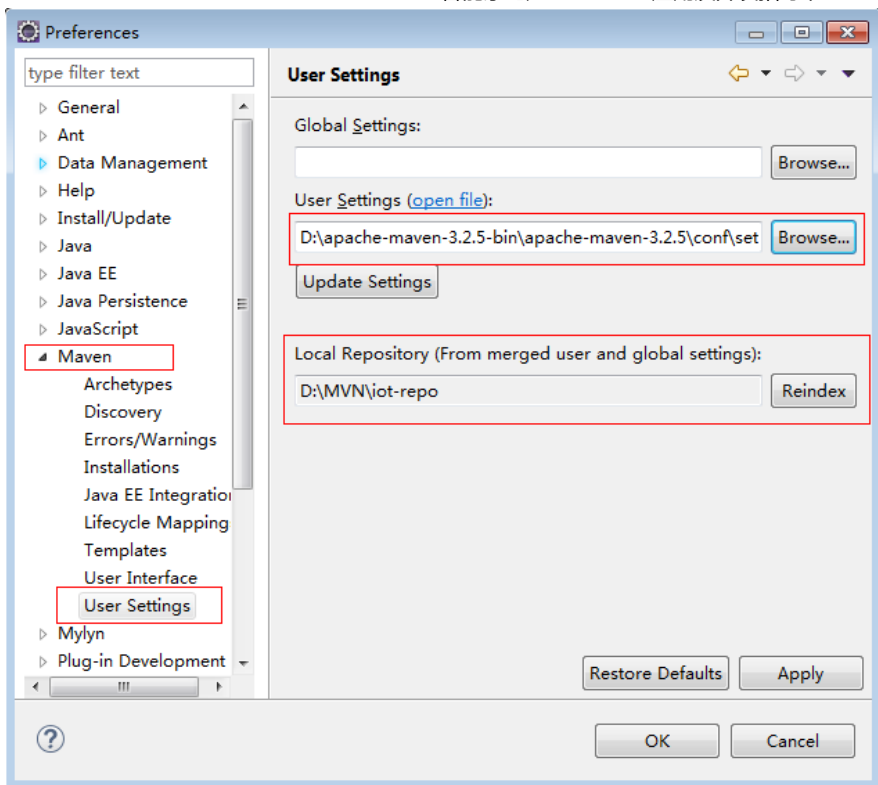 Preferences
type filter text
General
Ant
Data Management
Help
Install/Update
Java
Java EE
Java Persistence
JavaScript
Maven
Archetypes
Discovery
Errors/Warnings
Installations
Java EE Integratio
Lifecycle Mapping
Templates
User Interface
User Settings
Mylyn
Plug-in Development
User Settings
Global Settings:
Browse...
User Settings (open file):
D:\apache-maven-3.2.5-bin\apache-maven-3.2.5\conf\set Browse...
Update Settings
Local Repository (From merged user and global settings):
D:\MVN\iot-repo Reindex
Restore Defaults Apply
OK Cancel